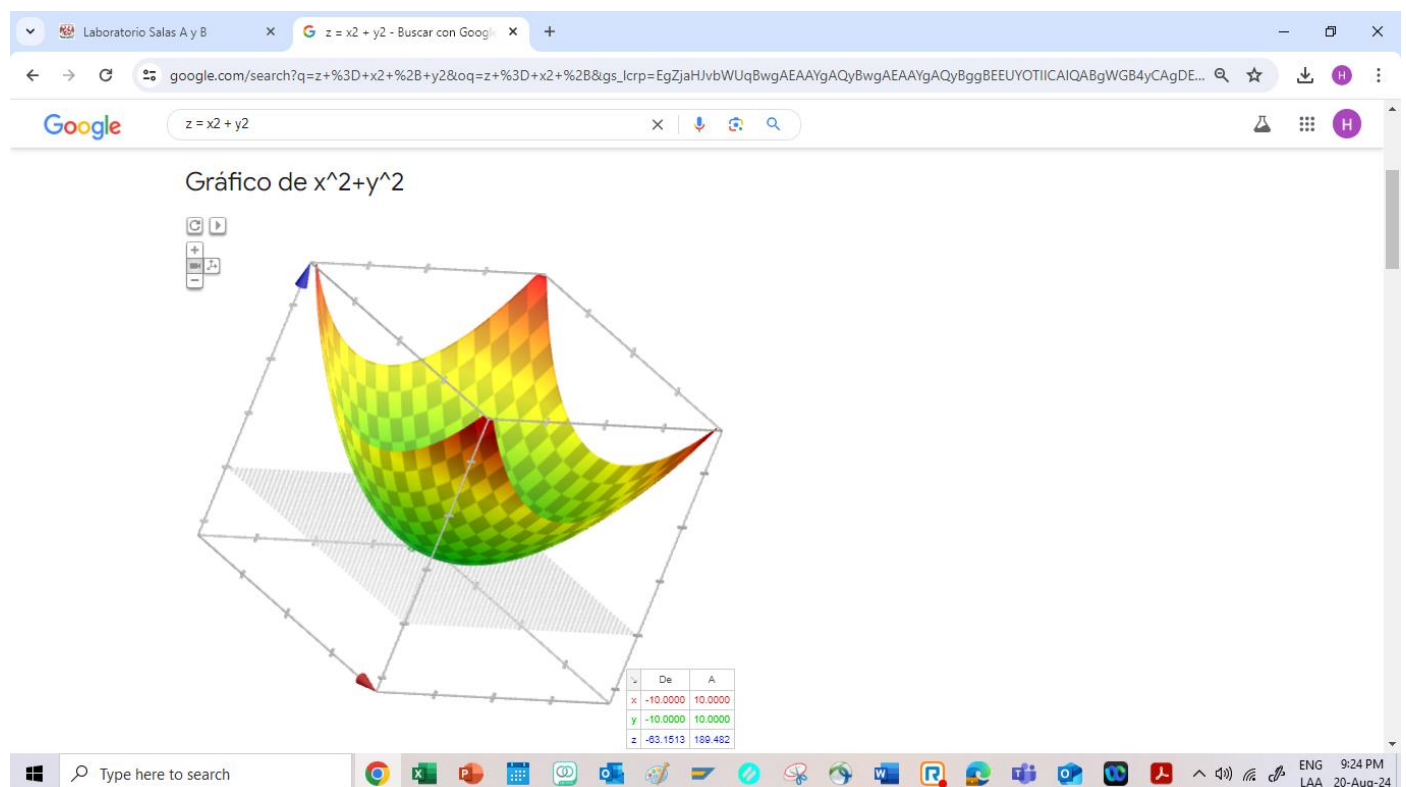 Laboratorio Salas A y B
z = x2 + y2 - Buscar con Googl
google.com/search?q=z+%3D+x2+%2B+y2&oq=z+%3D+x2+%2B&gs_lcrp=EgZjaHJvbWUqBwgAEAAYgAQyBwgAEAAYgAQyBggBEEUYOTIICAIQABgWGB4yCAgDE...
H
Google
z = x2 + y2
H
Gráfico de x^2+y^2
De A
x -10.0000 10.0000
y -10.0000 10.0000
z -63.1513 189.482
Type here to search
ENG 9:24 PM
LAA 20-Aug-24